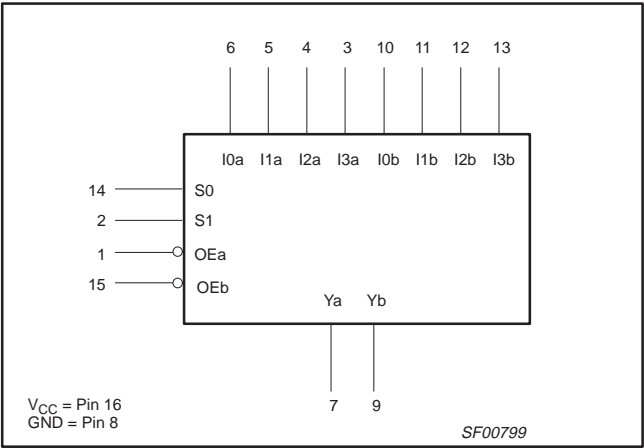 6 5 4 3 10 11 12 13
I0a I1a I2a I3a I0b I1b I2b I3b
14 S0
2 S1
1 OEa
15 OEb
Ya Yb
7 9
VCC = Pin 16
GND = Pin 8
SF00799